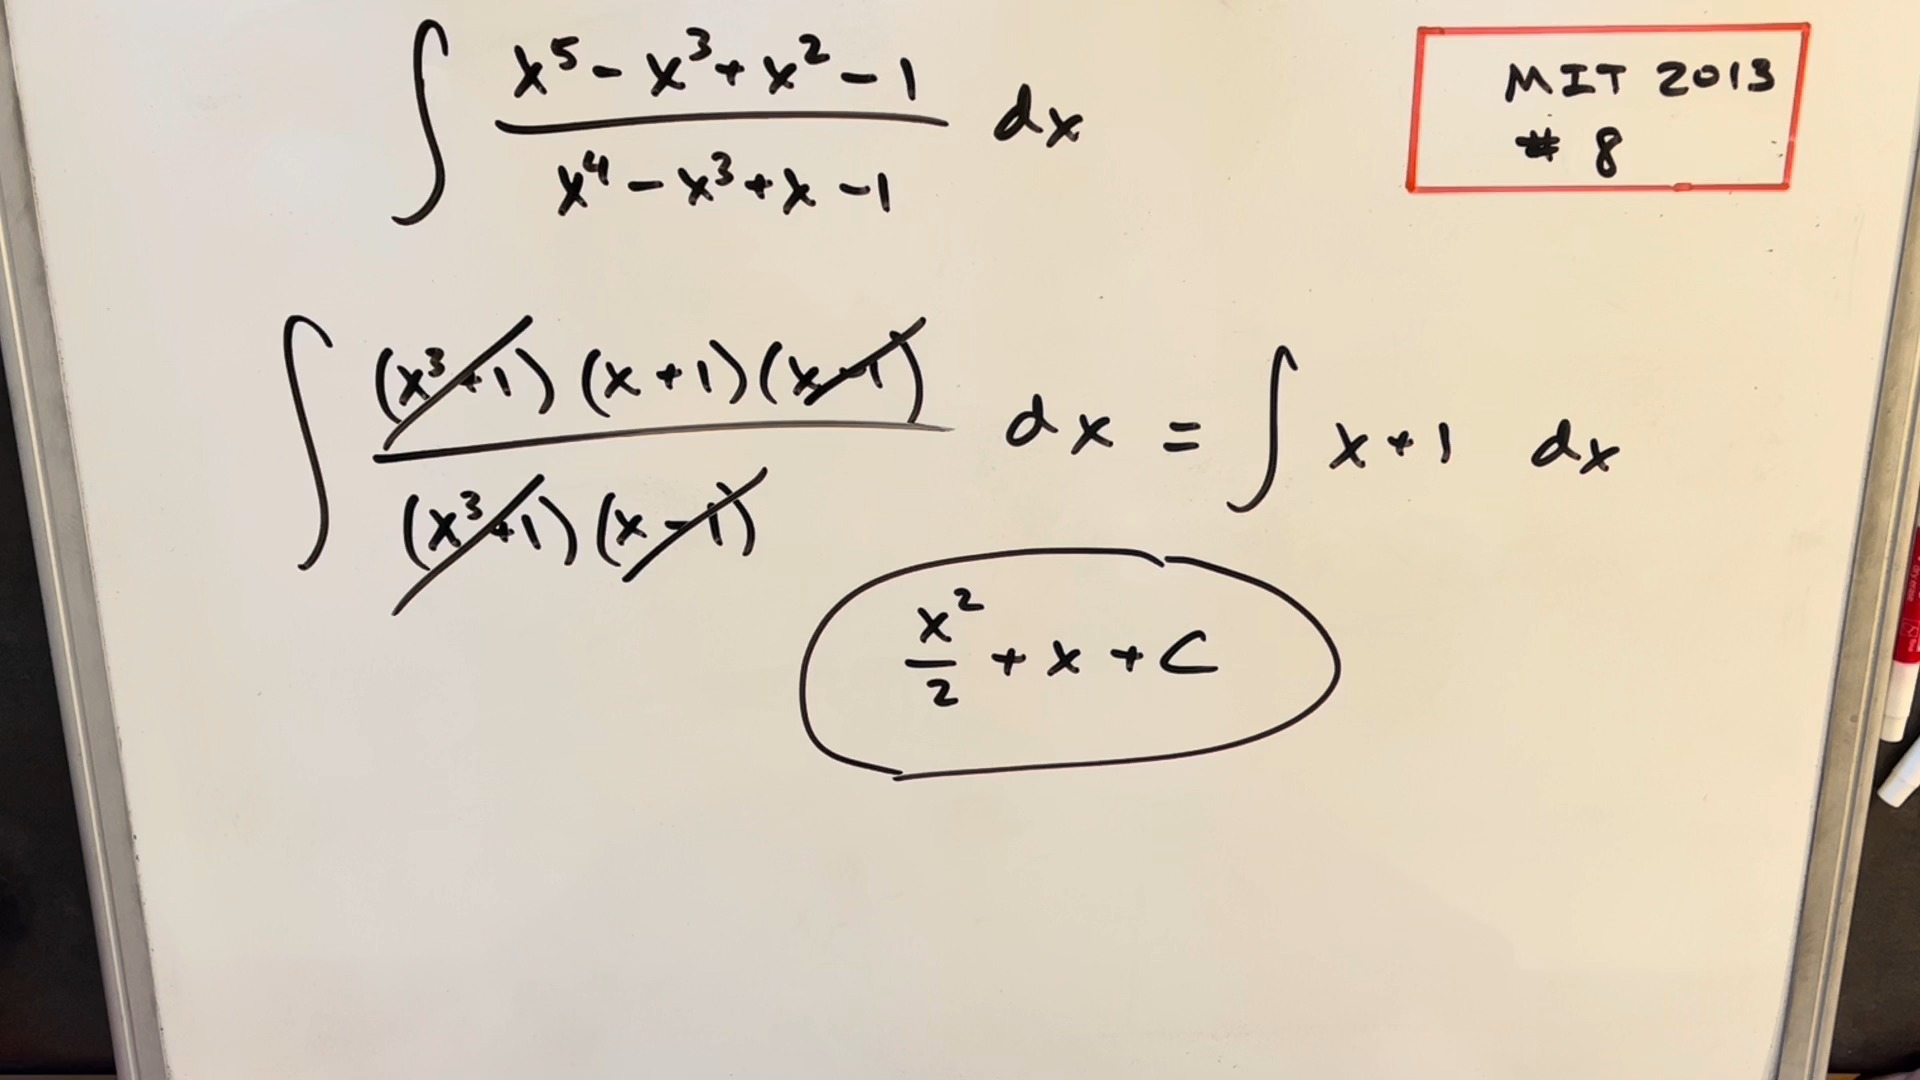 ∫ (x⁵ - x³ + x² - 1)/(x⁴ - x³ + x - 1) dx
MIT 2013
# 8
∫ (x³+1)(x+1)(x-1)/(x³+1)(x-1) dx = ∫ x+1 dx
x²/2 + x + C